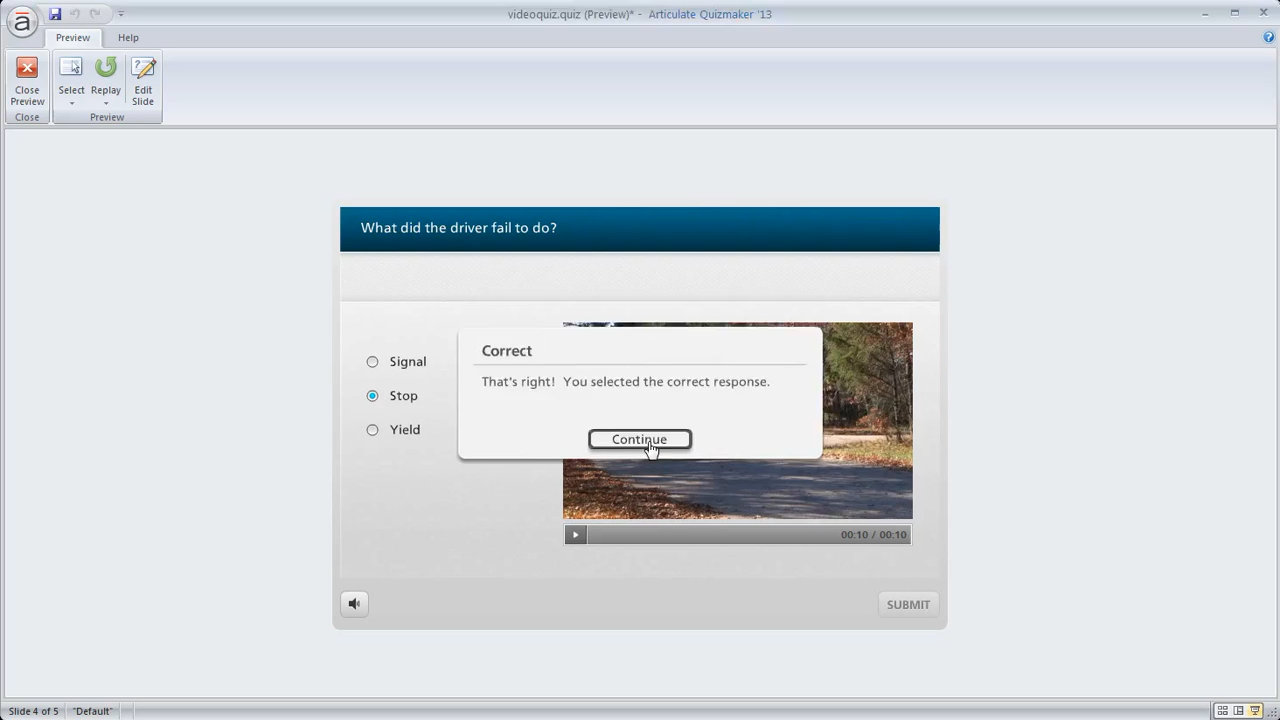 videoquiz.quiz (Preview)* - Articulate Quizmaker '13
Preview Help
Close Preview
Select
Replay
Edit Slide
Close
Preview
What did the driver fail to do?
Signal
Stop
Yield
Correct
That's right! You selected the correct response.
Continue
00:10 / 00:10
SUBMIT
Slide 4 of 5 "Default"